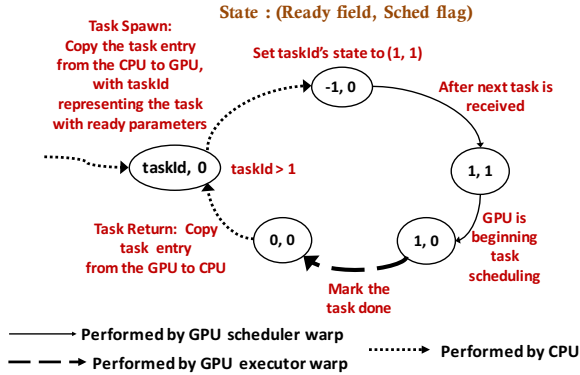 State : (Ready field, Sched flag)
Task Spawn:
Copy the task entry
from the CPU to GPU,
with taskId
representing the task
with ready parameters
Set taskId's state to (1, 1)
-1, 0
After next task is
received
taskId, 0
taskId > 1
1, 1
Task Return: Copy
task entry
from the GPU to CPU
0, 0
1, 0
GPU is
beginning
task
scheduling
Mark the
task done
Performed by GPU scheduler warp
Performed by GPU executor warp
Performed by CPU